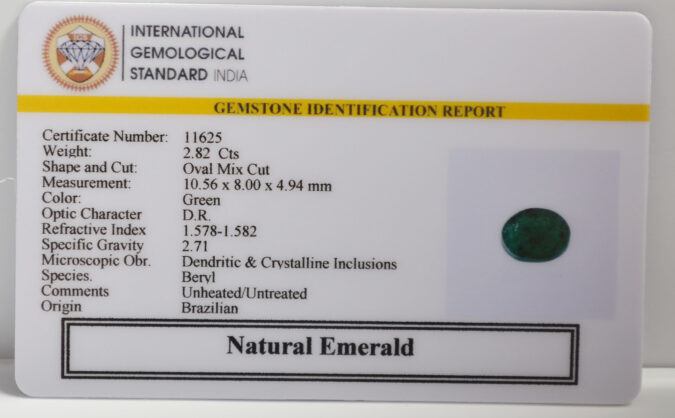 INTERNATIONAL
GEMOLOGICAL
STANDARD INDIA
GEMSTONE IDENTIFICATION REPORT
Certificate Number: 11625
Weight: 2.82 Cts
Shape and Cut: Oval Mix Cut
Measurement: 10.56 x 8.00 x 4.94 mm
Color: Green
Optic Character D.R.
Refractive Index 1.578-1.582
Specific Gravity 2.71
Microscopic Obr. Dendritic & Crystalline Inclusions
Species. Beryl
Comments Unheated/Untreated
Origin Brazilian
Natural Emerald